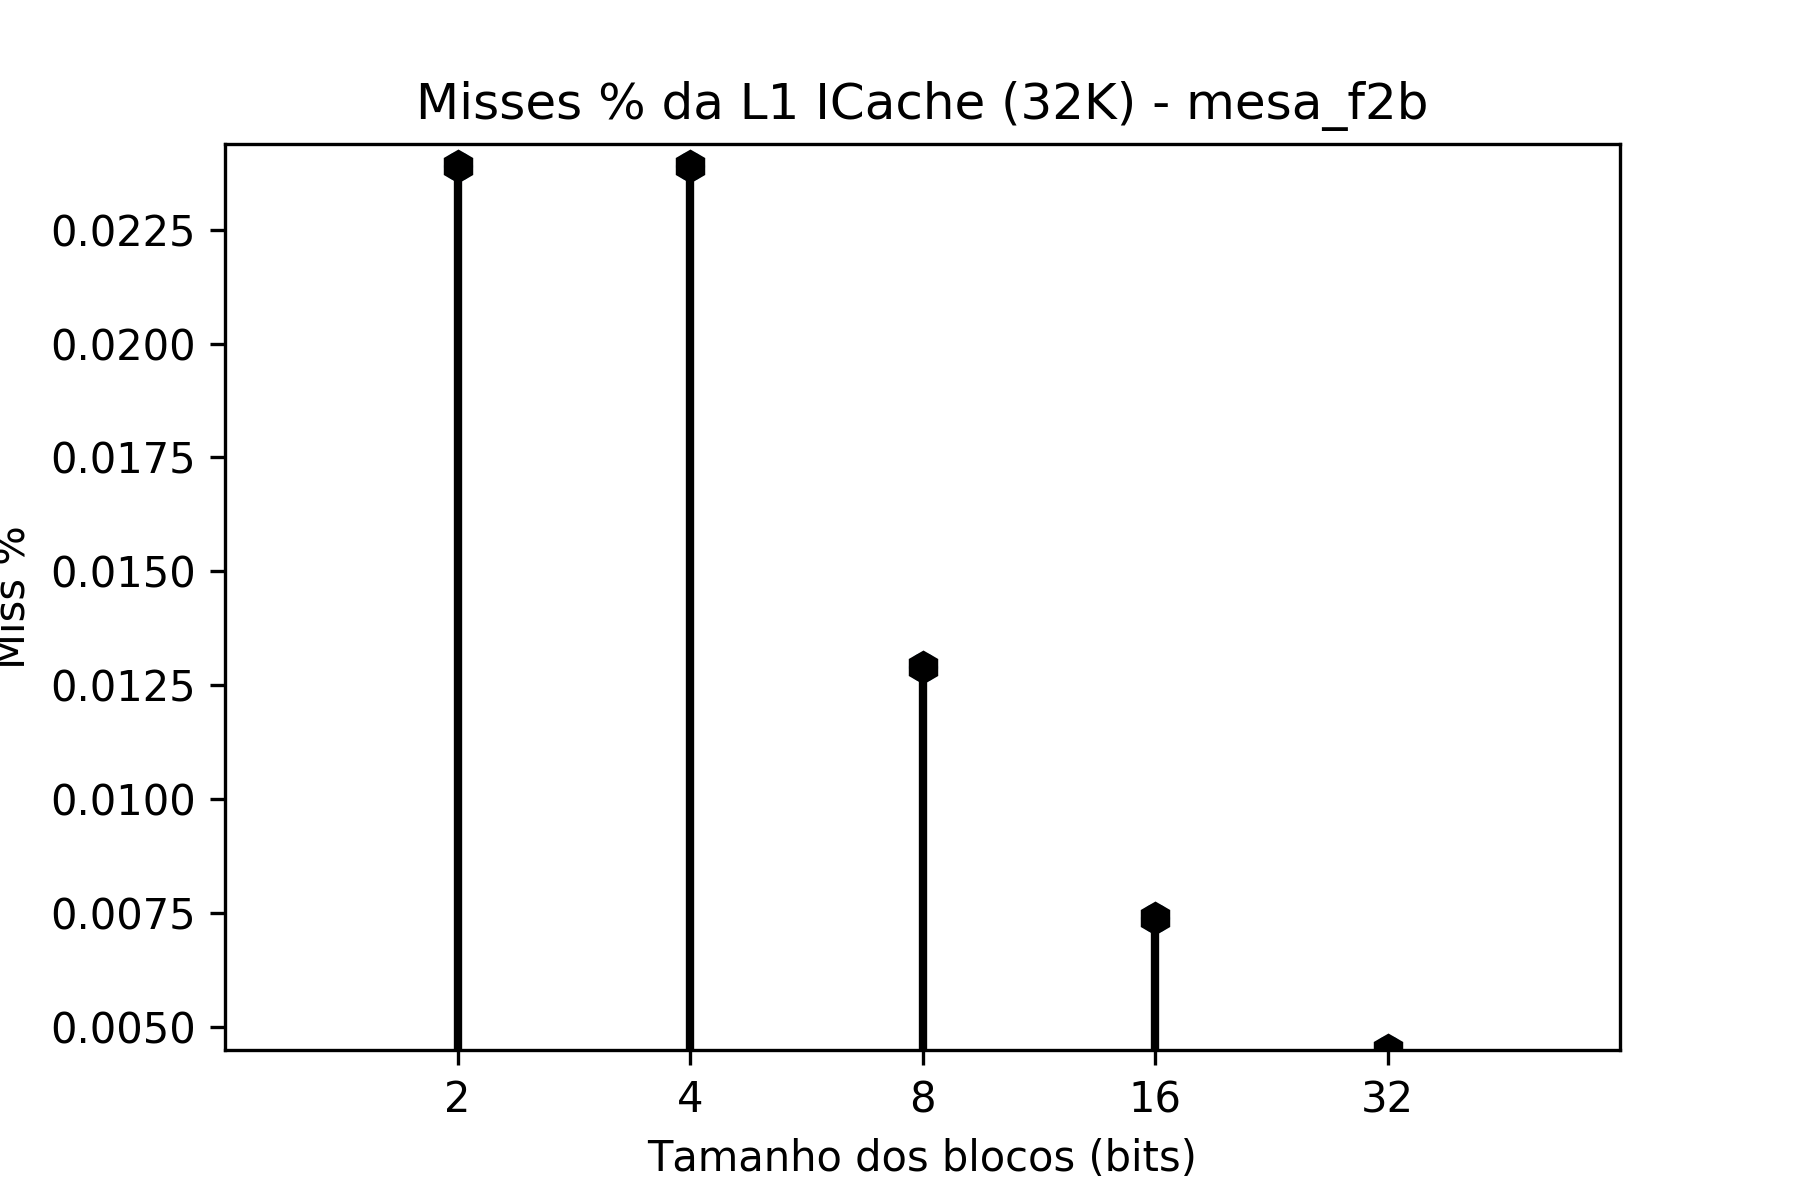 Misses % da L1 ICache (32K) - mesa_f2b
0.0225
0.0200
0.0175
0.0150
0.0125
0.0100
0.0075
0.0050
Miss %
2 4 8 16 32
Tamanho dos blocos (bits)